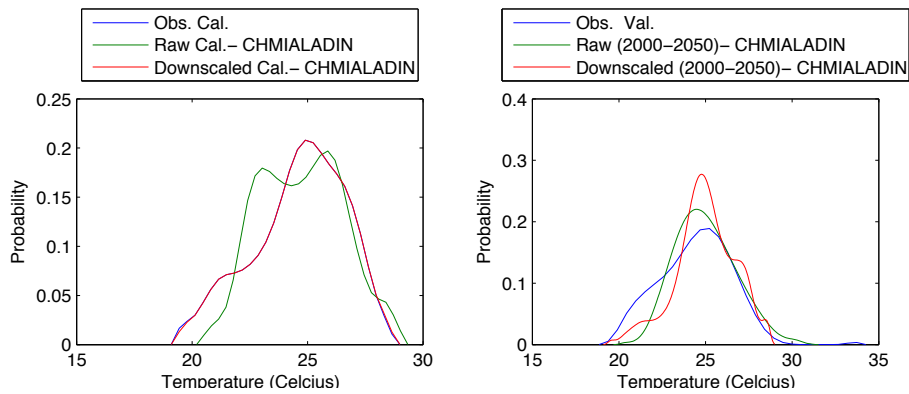 Obs. Cal.
Raw Cal.− CHMIALADIN
Downscaled Cal.− CHMIALADIN
0.25
0.2
0.15
0.1
0.05
0
15
20
25
30
Probability
Temperature (Celcius)
Obs. Val.
Raw (2000−2050)− CHMIALADIN
Downscaled (2000−2050)− CHMIALADIN
0.4
0.3
0.2
0.1
0
15
20
25
30
35
Probability
Temperature (Celcius)